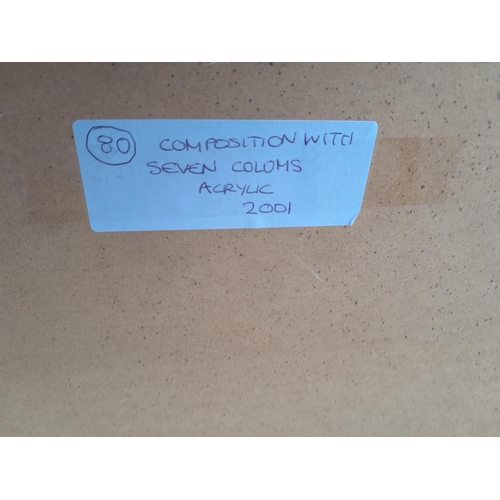 80 COMPOSITION WITH
SEVEN COLUMS
ACRYLIC
2001